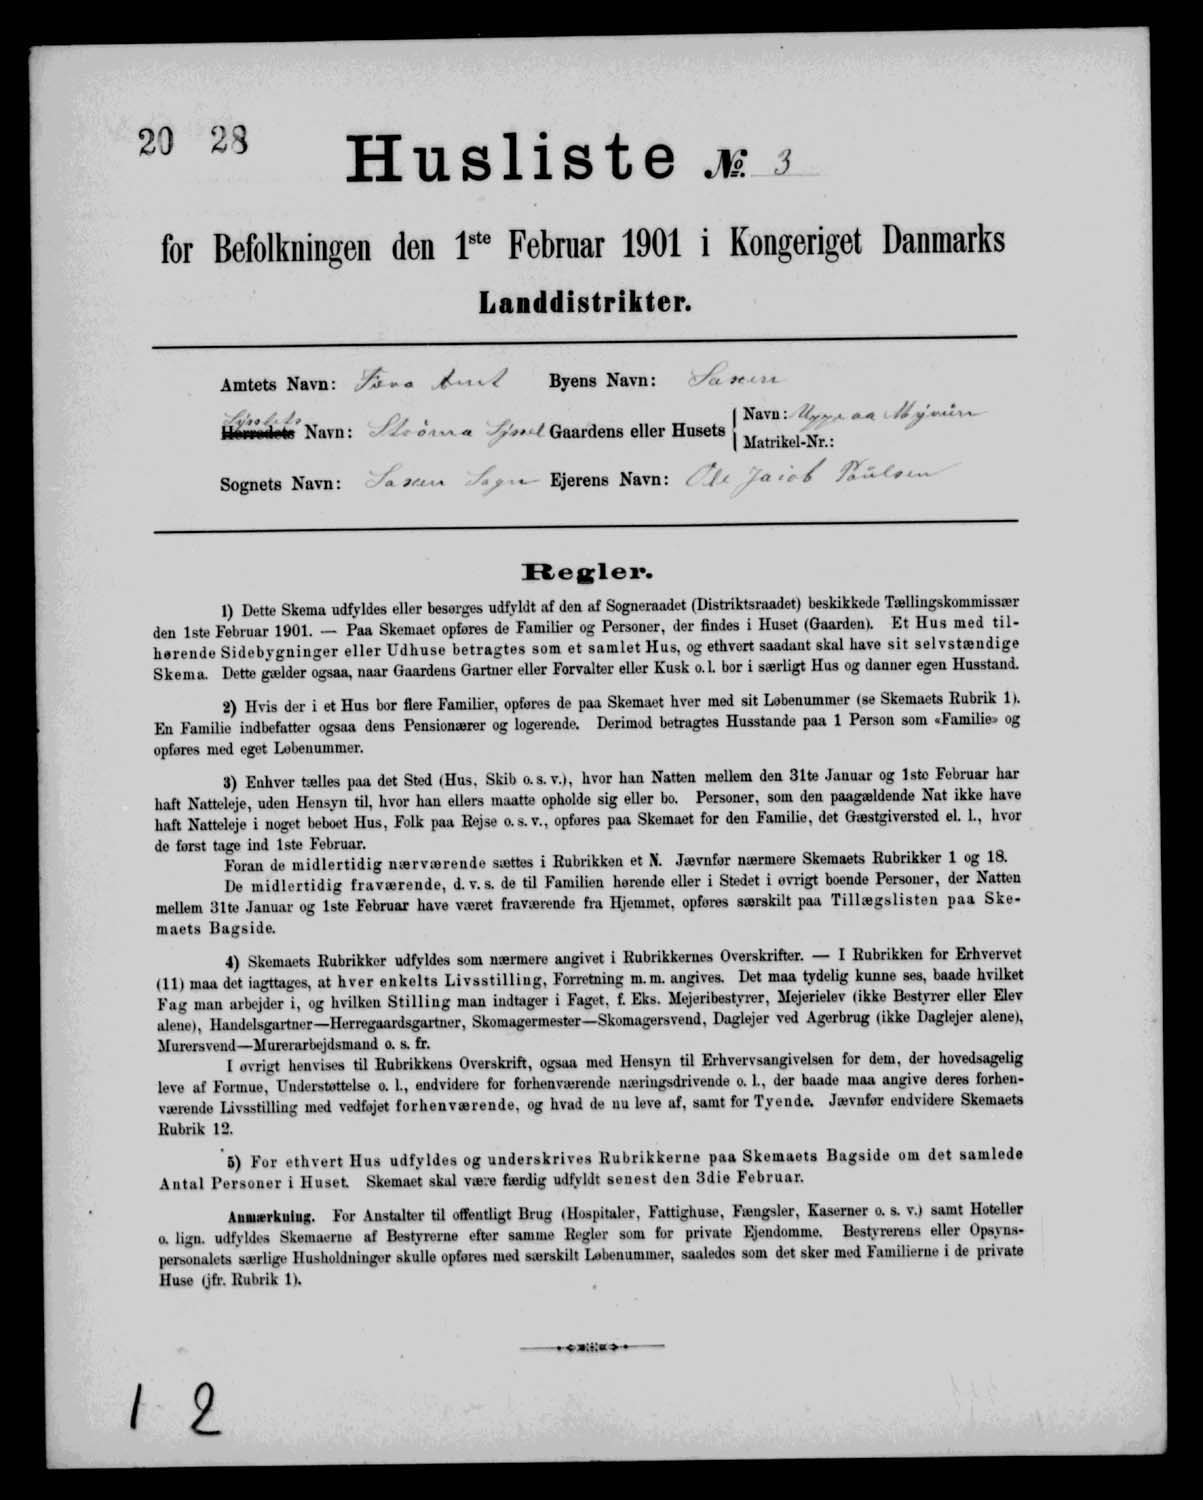 20 28
Husliste No. 3
for Befolkningen den 1ste Februar 1901 i Kongeriget Danmarks
Landdistrikter.
Amtets Navn: Færø Amt Byens Navn: Saxen
Sysslets
Herredets Navn: Strömø Syssel Gaardens eller Husets Navn: Uppe aa Mýruni
Matrikel-Nr.:
Sognets Navn: Saxen Sogn Ejerens Navn: Ole Jacob Poulsen
Regler.
1) Dette Skema udfyldes eller besørges udfyldt af den af Sogneraadet (Distriktsraadet) beskikkede Tællingskommissær
den 1ste Februar 1901. — Paa Skemaet opføres de Familier og Personer, der findes i Huset (Gaarden). Et Hus med til-
hørende Sidebygninger eller Udhuse betragtes som et samlet Hus, og ethvert saadant skal have sit selvstændige
Skema. Dette gælder ogsaa, naar Gaardens Gartner eller Forvalter eller Kusk o. l. bor i særligt Hus og danner egen Husstand.
2) Hvis der i et Hus bor flere Familier, opføres de paa Skemaet hver med sit Løbenummer (se Skemaets Rubrik 1).
En Familie indbefatter ogsaa dens Pensionærer og logerende. Derimod betragtes Husstande paa 1 Person som «Familie» og
opføres med eget Løbenummer.
3) Enhver tælles paa det Sted (Hus, Skib o. s. v.), hvor han Natten mellem den 31te Januar og 1ste Februar har
haft Natteleje, uden Hensyn til, hvor han ellers maatte opholde sig eller bo. Personer, som den paagældende Nat ikke have
haft Natteleje i noget beboet Hus, Folk paa Rejse o. s. v., opføres paa Skemaet for den Familie, det Gæstgiversted el. l., hvor
de først tage ind 1ste Februar.
Foran de midlertidig nærværende sættes i Rubrikken et N. Jævnfør nærmere Skemaets Rubrikker 1 og 18.
De midlertidig fraværende, d. v. s. de til Familien hørende eller i Stedet i øvrigt boende Personer, der Natten
mellem 31te Januar og 1ste Februar have været fraværende fra Hjemmet, opføres særskilt paa Tillægslisten paa Ske-
maets Bagside.
4) Skemaets Rubrikker udfyldes som nærmere angivet i Rubrikkernes Overskrifter. — I Rubrikken for Erhvervet
(11) maa det iagttages, at hver enkelts Livsstilling, Forretning m. m. angives. Det maa tydelig kunne ses, baade hvilket
Fag man arbejder i, og hvilken Stilling man indtager i Faget, f. Eks. Mejeribestyrer, Mejerielev (ikke Bestyrer eller Elev
alene), Handelsgartner—Herregaardsgartner, Skomagermester—Skomagersvend, Daglejer ved Agerbrug (ikke Daglejer alene),
Murersvend—Murerarbejdsmand o. s. fr.
I øvrigt henvises til Rubrikkens Overskrift, ogsaa med Hensyn til Erhvervsangivelsen for dem, der hovedsagelig
leve af Formue, Understøttelse o. l., endvidere for forhenværende næringsdrivende o. l., der baade maa angive deres forhen-
værende Livsstilling med vedføjet forhenværende, og hvad de nu leve af, samt for Tyende. Jævnfør endvidere Skemaets
Rubrik 12.
5) For ethvert Hus udfyldes og underskrives Rubrikkerne paa Skemaets Bagside om det samlede
Antal Personer i Huset. Skemaet skal være færdig udfyldt senest den 3die Februar.
Anmærkning. For Anstalter til offentligt Brug (Hospitaler, Fattighuse, Fængsler, Kaserner o. s. v.) samt Hoteller
o. lign. udfyldes Skemaerne af Bestyrerne efter samme Regler som for private Ejendomme. Bestyrerens eller Opsyns-
personalets særlige Husholdninger skulle opføres med særskilt Løbenummer, saaledes som det sker med Familierne i de private
Huse (jfr. Rubrik 1).
1 2